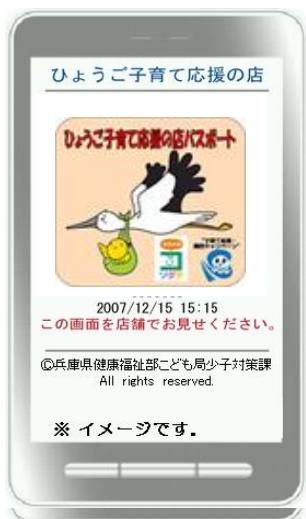 ひょうご子育て応援の店
ひょうご子育て応援の店パスポート
2007/12/15 15:15
この画面を店舗でお見せください。
©兵庫県健康福祉部こども局少子対策課
All rights reserved.
※ イメージです.